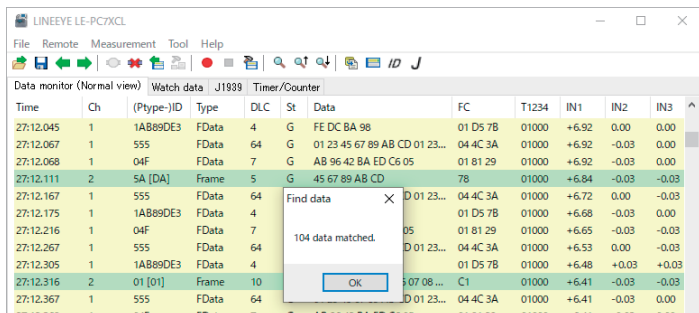 LINEEYE LE-PC7XCL
File Remote Measurement Tool Help
ID J
Data monitor (Normal view) Watch data J1939 Timer/Counter
Time Ch (Ptype-)ID Type DLC St Data FC T1234 IN1 IN2 IN3
27:12.045 1 1AB89DE3 FData 4 G FE DC BA 98 01 D5 7B 01000 +6.92 0.00 0.00
27:12.067 1 555 FData 64 G 01 23 45 67 89 AB CD 01 23... 04 4C 3A 01000 +6.92 -0.03 0.00
27:12.068 1 04F FData 7 G AB 96 42 BA ED C6 05 01 81 29 01000 +6.92 -0.03 0.00
27:12.111 2 5A [DA] Frame 5 G 45 67 89 AB CD 78 01000 +6.84 -0.03 -0.03
27:12.167 1 555 FData 64 Find data D 01 23... 04 4C 3A 01000 +6.72 0.00 -0.03
27:12.175 1 1AB89DE3 FData 4 01 D5 7B 01000 +6.68 -0.03 0.00
27:12.216 1 04F FData 7 05 01 81 29 01000 +6.65 -0.03 0.00
104 data matched.
27:12.267 1 555 FData 64 D 01 23... 04 4C 3A 01000 +6.53 0.00 -0.03
27:12.305 1 1AB89DE3 FData 4 01 D5 7B 01000 +6.48 +0.03 +0.03
27:12.316 2 01 [01] Frame 10 OK 07 08 ... C1 01000 +6.41 -0.03 -0.03
27:12.367 1 555 FData 64 D 01 23... 04 4C 3A 01000 +6.41 -0.03 0.00